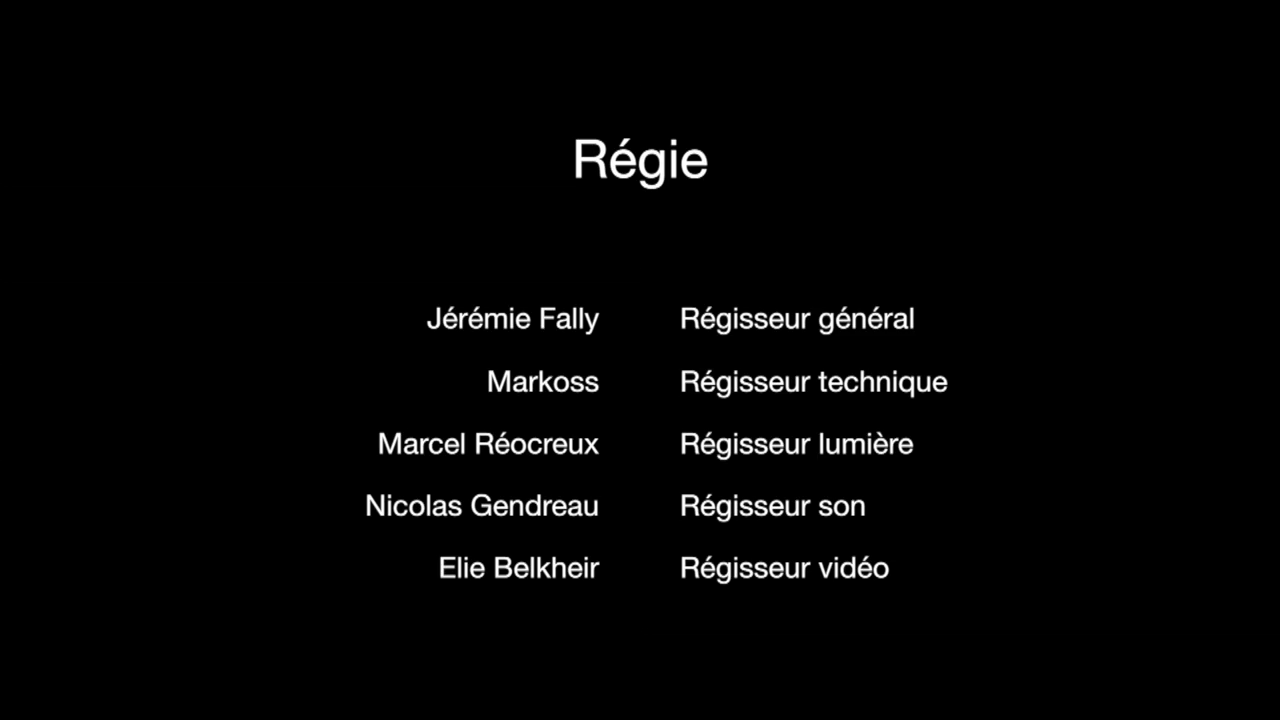 Régie
Jérémie Fally Régisseur général
Markoss Régisseur technique
Marcel Réocreux Régisseur lumière
Nicolas Gendreau Régisseur son
Elie Belkheir Régisseur vidéo